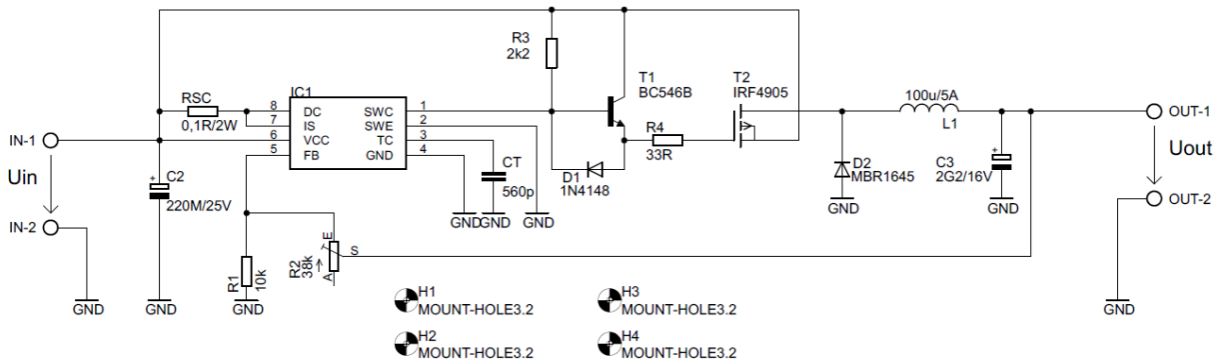 R3
2k2
T1
BC546B
T2
IRF4905
RSC
0,1R/2W
IC1
8 DC SWC 1
7 IS SWE 2
6 VCC TC 3
5 FB GND 4
100u/5A
L1
IN-1
OUT-1
Uin
Uout
R4
33R
D1
1N4148
CT
560p
+
C2
220M/25V
D2
MBR1645
+
C3
2G2/16V
IN-2
OUT-2
GND
GND
GND
GND
GND
E
S
A
R2
38k
R1
10k
GND
GND
GND
GND
H1
MOUNT-HOLE3.2
H3
MOUNT-HOLE3.2
H2
MOUNT-HOLE3.2
H4
MOUNT-HOLE3.2